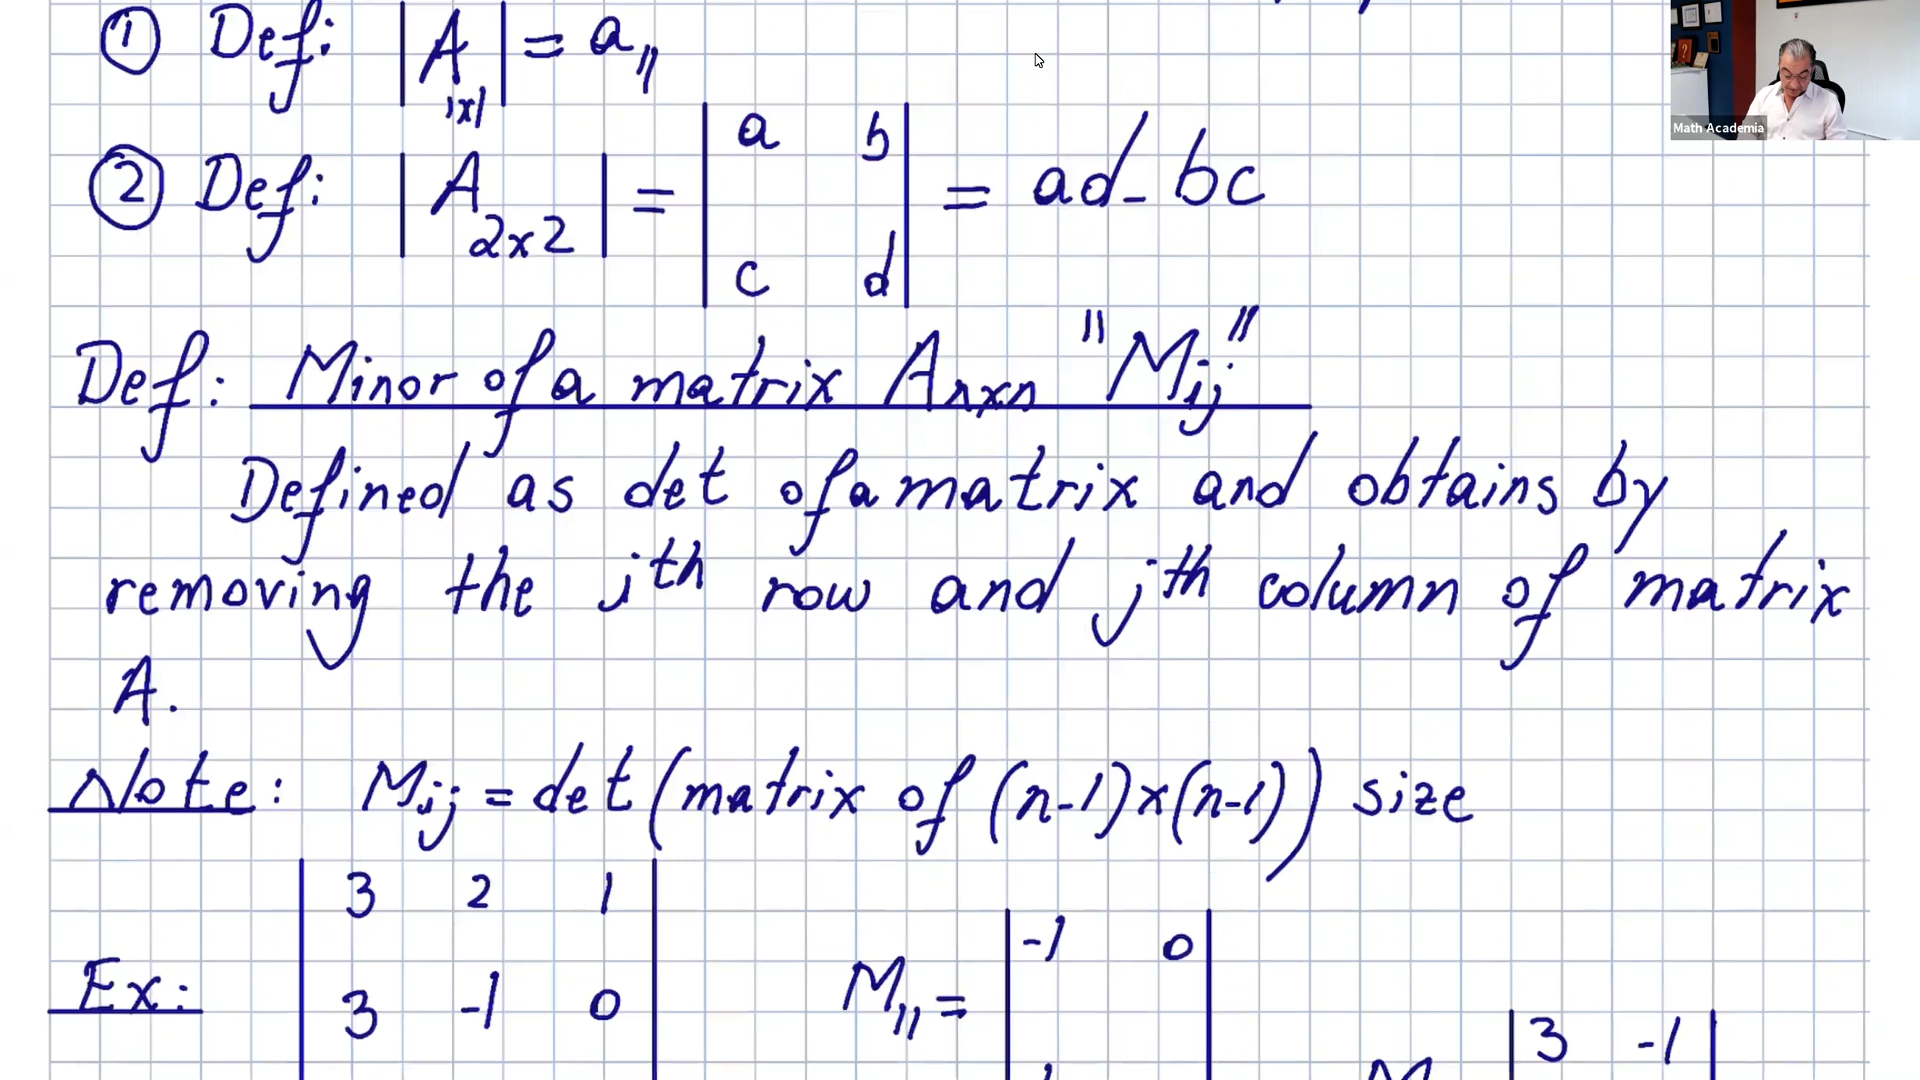 ① Def: |A₁ₓ₁| = a₁₁
② Def: |A₂ₓ₂| = | a b | = ad - bc
| c d |
Def: Minor of a matrix Anxn "Mij"
Defined as det of a matrix and obtains by
removing the ith row and jth column of matrix
A.
Note: Mij = det (matrix of (n-1)x(n-1)) size
Ex: | 3 2 1 |
| 3 -1 0 |
M₁₁ = | -1 0 |
| 3 -1 |
Math Academia